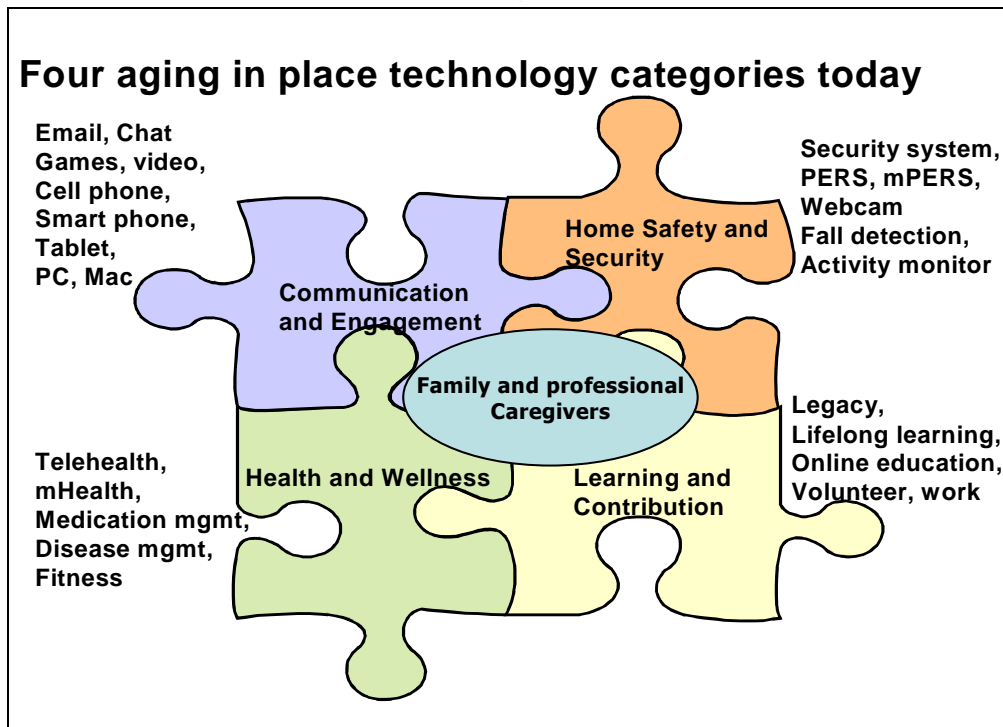 Four aging in place technology categories today
Email, Chat
Games, video,
Cell phone,
Smart phone,
Tablet,
PC, Mac
Security system,
PERS, mPERS,
Webcam
Fall detection,
Activity monitor
Home Safety and
Security
Communication
and Engagement
Family and professional
Caregivers
Legacy,
Lifelong learning,
Online education,
Volunteer, work
Telehealth,
mHealth,
Medication mgmt,
Disease mgmt,
Fitness
Health and Wellness
Learning and
Contribution